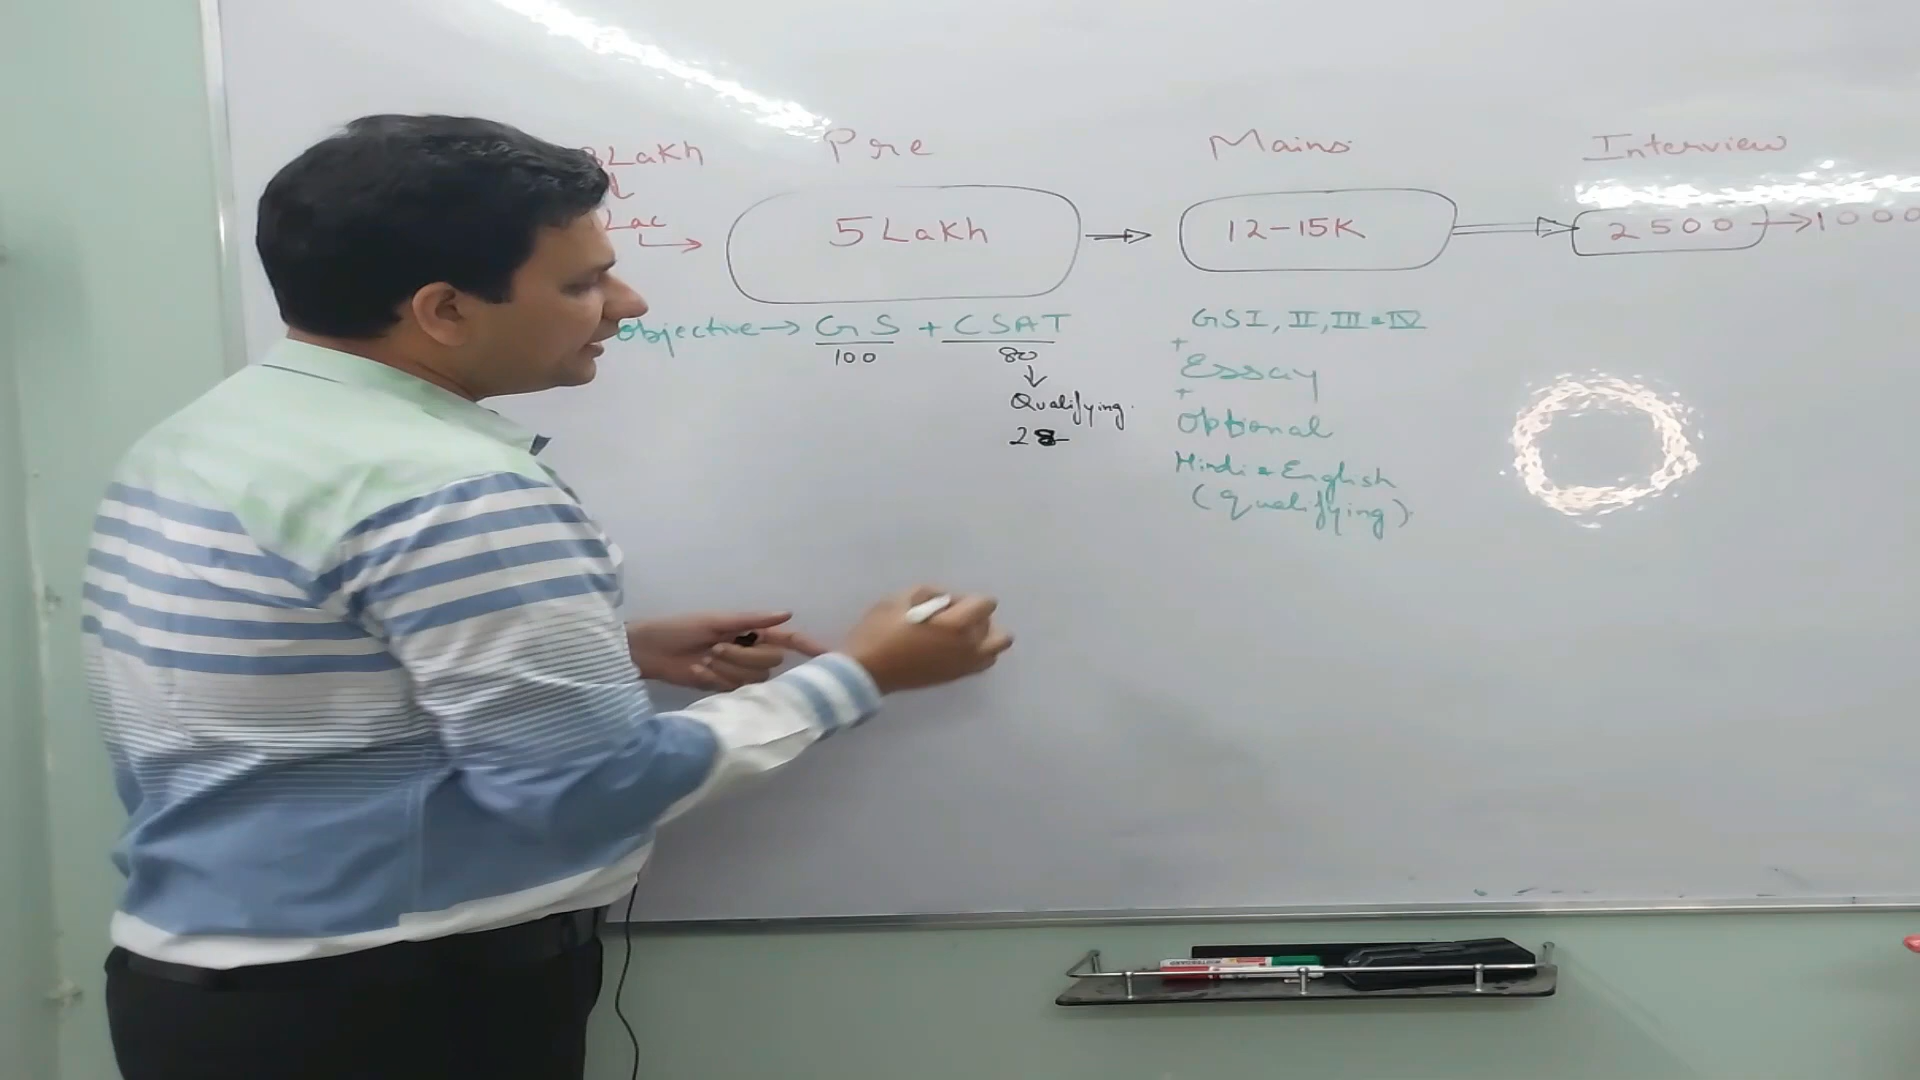 Lakh Pre Mains Interview
Lac
5 Lakh 12-15K 2500 1000
Objective GS + CSAT
100 80
Qualifying
28
GS I, II, III & IV
+
Essay
+
Optional
Hindi & English
(qualifying)